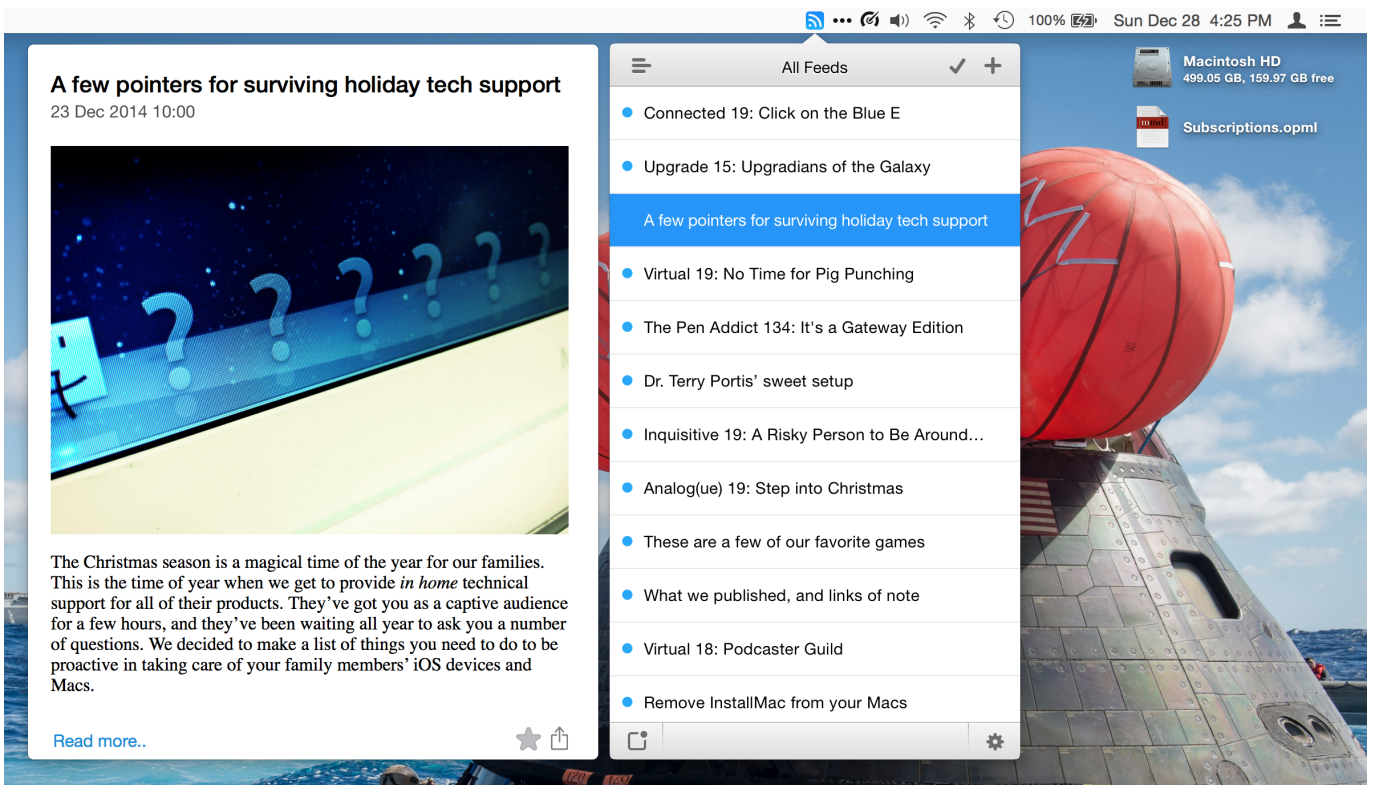 100%
Sun Dec 28 4:25 PM
A few pointers for surviving holiday tech support
23 Dec 2014 10:00
The Christmas season is a magical time of the year for our families.
This is the time of year when we get to provide in home technical
support for all of their products. They’ve got you as a captive audience
for a few hours, and they’ve been waiting all year to ask you a number
of questions. We decided to make a list of things you need to do to be
proactive in taking care of your family members’ iOS devices and
Macs.
Read more..
All Feeds
Connected 19: Click on the Blue E
Upgrade 15: Upgradians of the Galaxy
A few pointers for surviving holiday tech support
Virtual 19: No Time for Pig Punching
The Pen Addict 134: It's a Gateway Edition
Dr. Terry Portis’ sweet setup
Inquisitive 19: A Risky Person to Be Around…
Analog(ue) 19: Step into Christmas
These are a few of our favorite games
What we published, and links of note
Virtual 18: Podcaster Guild
Remove InstallMac from your Macs
Macintosh HD
499.05 GB, 159.97 GB free
mmd
Subscriptions.opml